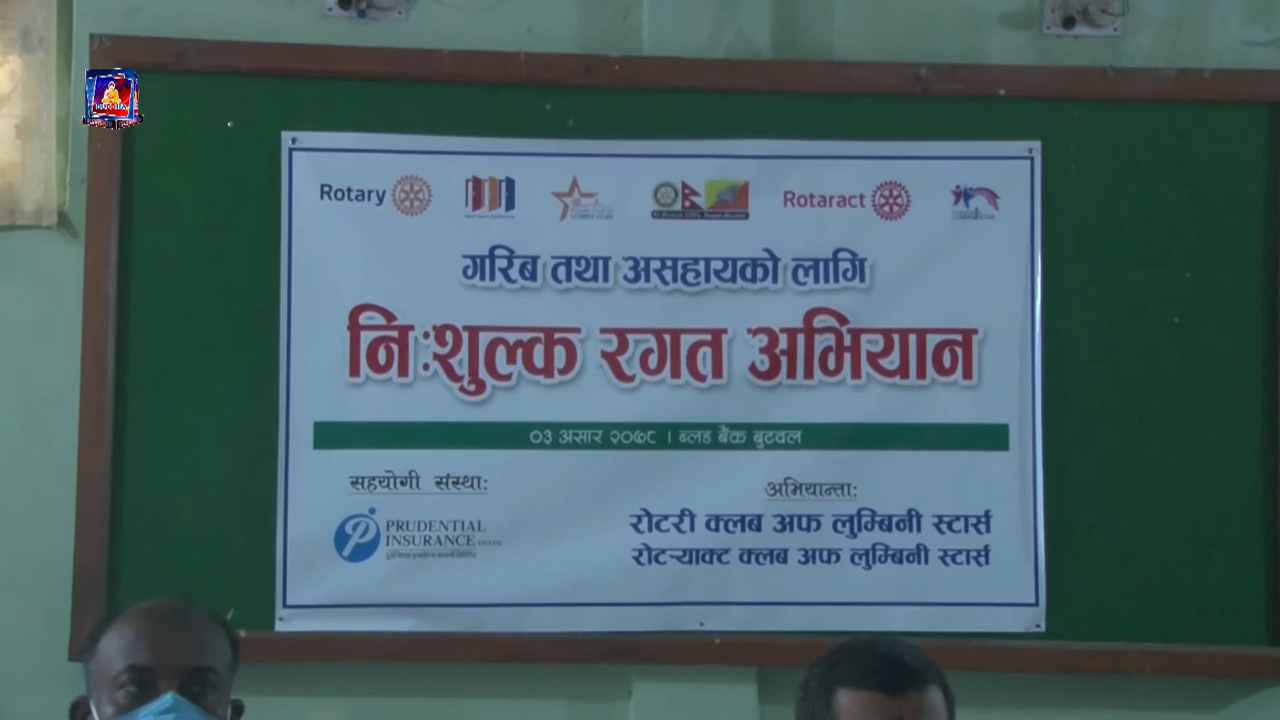 Rotary
Rotaract
गरिब तथा असहायको लागि
निःशुल्क रगत अभियान
०३ असार २०७८ । ब्लड बैंक बुटवल
सहयोगी संस्थाः
PRUDENTIAL
INSURANCE
अभियान्ताः
रोटरी क्लब अफ लुम्बिनी स्टार्स
रोटर्‍याक्ट क्लब अफ लुम्बिनी स्टार्स